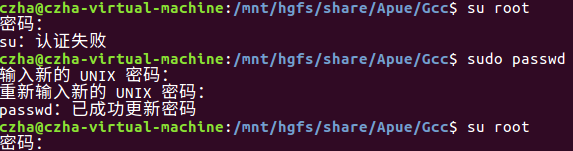 czha@czha-virtual-machine:/mnt/hgfs/share/Apue/Gcc$ su root
密码：
su：认证失败
czha@czha-virtual-machine:/mnt/hgfs/share/Apue/Gcc$ sudo passwd
输入新的 UNIX 密码：
重新输入新的 UNIX 密码：
passwd：已成功更新密码
czha@czha-virtual-machine:/mnt/hgfs/share/Apue/Gcc$ su root
密码：